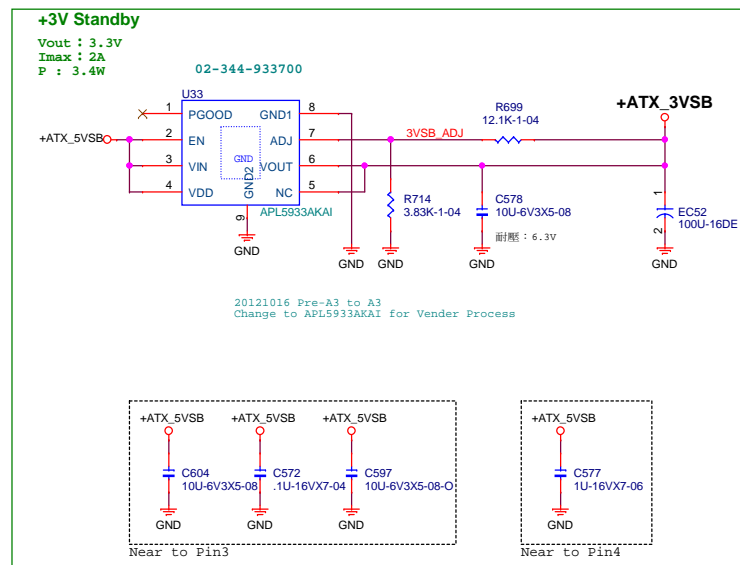 +3V Standby
Vout : 3.3V
Imax : 2A
P : 3.4W
02-344-933700
U33
+ATX_5VSB
1 PGOOD GND1 8
2 EN ADJ 7
3 VIN VOUT 6
4 VDD NC 5
GND
GND2
9
APL5933AKAI
GND
3VSB_ADJ
R699
12.1K-1-04
+ATX_3VSB
R714
3.83K-1-04
C578
10U-6V3X5-08
耐壓：6.3V
1
EC52
100U-16DE
2
GND
GND
GND
GND
20121016 Pre-A3 to A3
Change to APL5933AKAI for Vender Process
+ATX_5VSB
+ATX_5VSB
+ATX_5VSB
+ATX_5VSB
C604
10U-6V3X5-08
C572
.1U-16VX7-04
C597
10U-6V3X5-08-O
C577
1U-16VX7-06
GND
GND
GND
GND
Near to Pin3
Near to Pin4